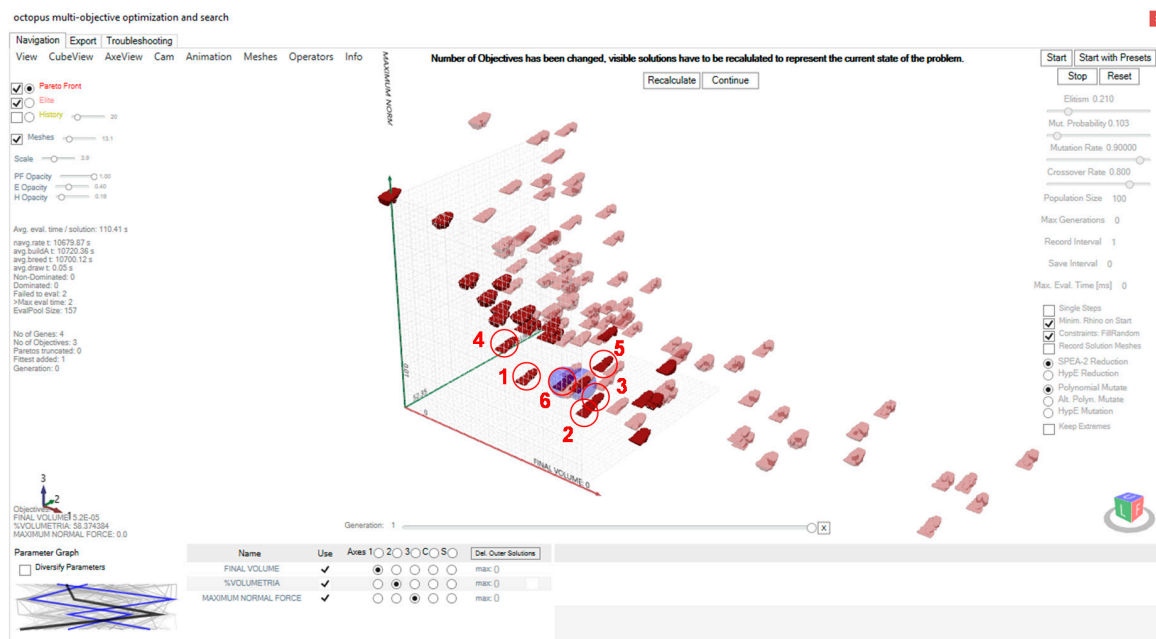 octopus multi-objective optimization and search
Navigation Export Troubleshooting
View CubeView AxeView Cam Animation Meshes Operators Info
Number of Objectives has been changed, visible solutions have to be recalulated to represent the current state of the problem.
Recalculate Continue
Start Start with Presets
Stop Reset
Pareto Front
Elite
History 20
Meshes 13.1
Scale 3.9
PF Opacity 1.00
E Opacity 0.40
H Opacity 0.18
Avg. eval. time / solution: 110.41 s
navg.rate t: 10679.87 s
avg.buildA t: 10720.36 s
avg.breed t: 10700.12 s
avg.draw t: 0.05 s
Non-Dominated: 0
Dominated: 0
Failed to eval: 2
>Max eval time: 2
EvalPool Size: 157
No of Genes: 4
No of Objectives: 3
Paretos truncated: 0
Fittest added: 1
Generation: 0
MAXIMUM NORM
4
1
6
5
3
2
0
FINAL VOLUME: 0
Elitism 0.210
Mut. Probability 0.103
Mutation Rate 0.90000
Crossover Rate 0.800
Population Size 100
Max Generations 0
Record Interval 1
Save Interval 0
Max. Eval. Time [ms] 0
Single Steps
Minim. Rhino on Start
Constraints: FillRandom
Record Solution Meshes
SPEA-2 Reduction
HypE Reduction
Polynomial Mutate
Alt. Polyn. Mutate
HypE Mutation
Keep Extremes
3
2
1
Objectives
FINAL VOLUME: 5.2E-05
%VOLUMETRIA: 58.374384
MAXIMUM NORMAL FORCE: 0.0
Generation: 1 X
Parameter Graph
Diversify Parameters
Name Use Axes 1 2 3 C S Del. Outer Solutions
FINAL VOLUME max: ()
%VOLUMETRIA max: ()
MAXIMUM NORMAL FORCE max: ()
L F